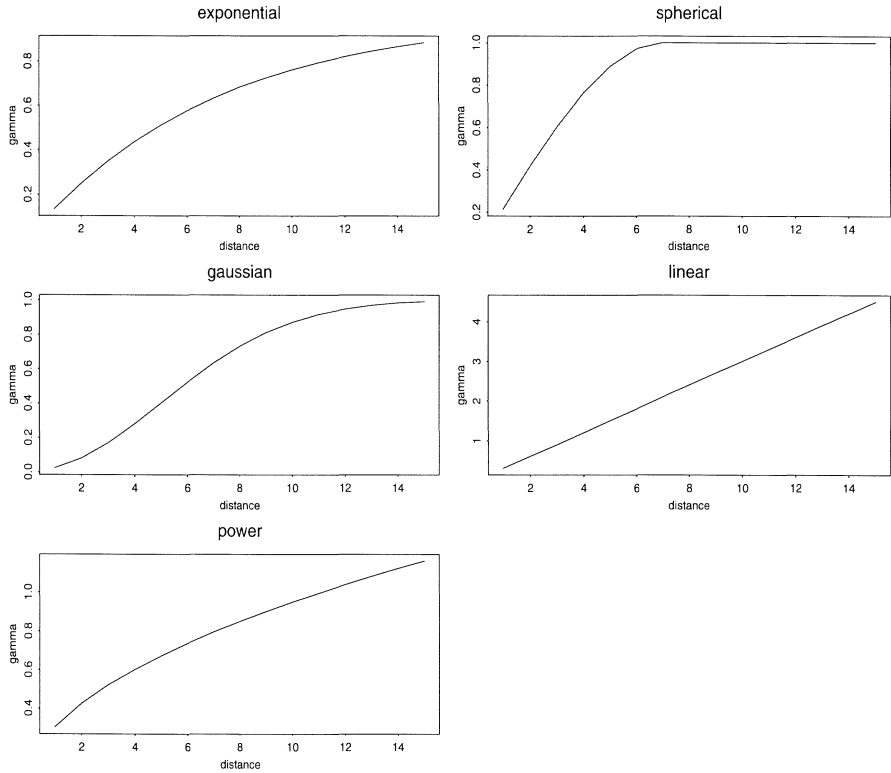 exponential
gamma
0.2 0.4 0.6 0.8
2 4 6 8 10 12 14
distance
spherical
gamma
0.2 0.4 0.6 0.8 1.0
2 4 6 8 10 12 14
distance
gaussian
gamma
0.0 0.2 0.4 0.6 0.8 1.0
2 4 6 8 10 12 14
distance
linear
gamma
1 2 3 4
2 4 6 8 10 12 14
distance
power
gamma
0.4 0.6 0.8 1.0
2 4 6 8 10 12 14
distance